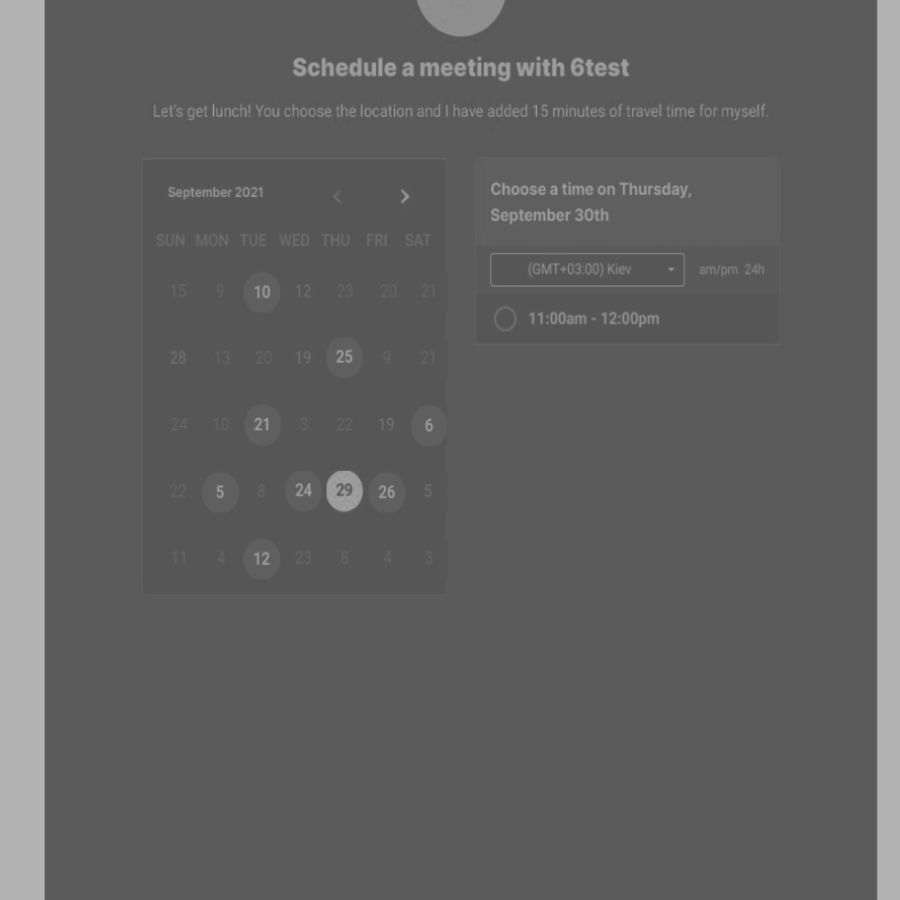 Schedule a meeting with 6test
Let's get lunch! You choose the location and I have added 15 minutes of travel time for myself.
September 2021
SUN MON TUE WED THU FRI SAT
15 9 10 12 23 20 21
28 13 20 19 25 9 21
24 10 21 3 22 19 6
22 5 8 24 29 26 5
11 4 12 23 8 4 3
Choose a time on Thursday,
September 30th
(GMT+03:00) Kiev am/pm 24h
11:00am - 12:00pm